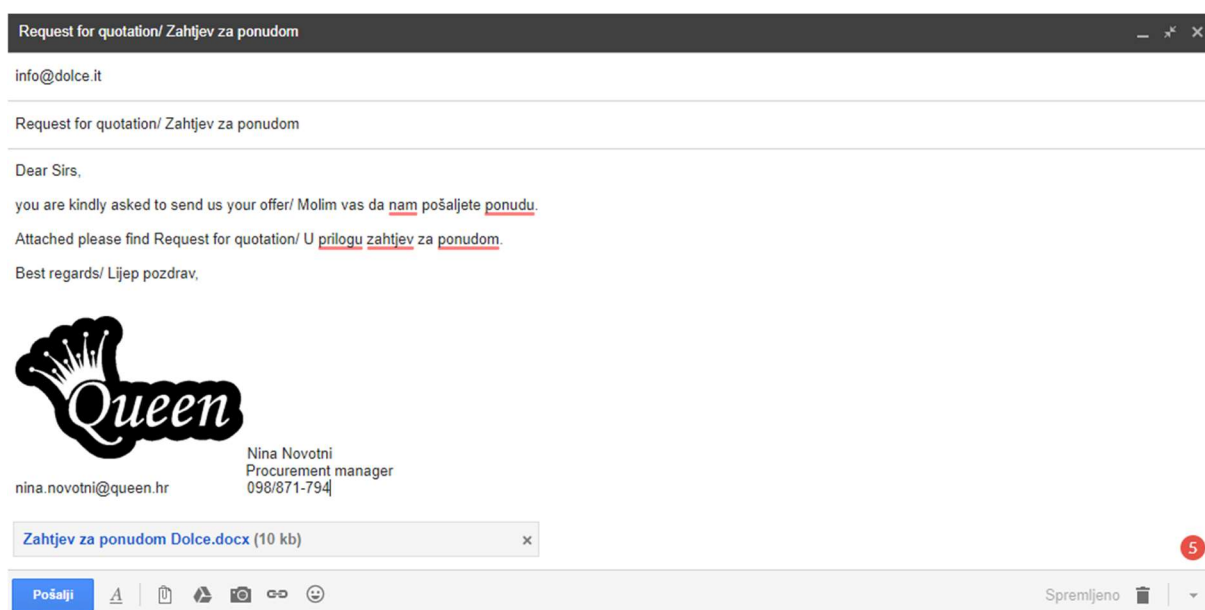 Request for quotation/ Zahtjev za ponudom
info@dolce.it
Request for quotation/ Zahtjev za ponudom
Dear Sirs,
you are kindly asked to send us your offer/ Molim vas da nam pošaljete ponudu.
Attached please find Request for quotation/ U prilogu zahtjev za ponudom.
Best regards/ Lijep pozdrav,
Queen
Nina Novotni
Procurement manager
nina.novotni@queen.hr 098/871-794
Zahtjev za ponudom Dolce.docx (10 kb)
5
Pošalji A Spremljeno